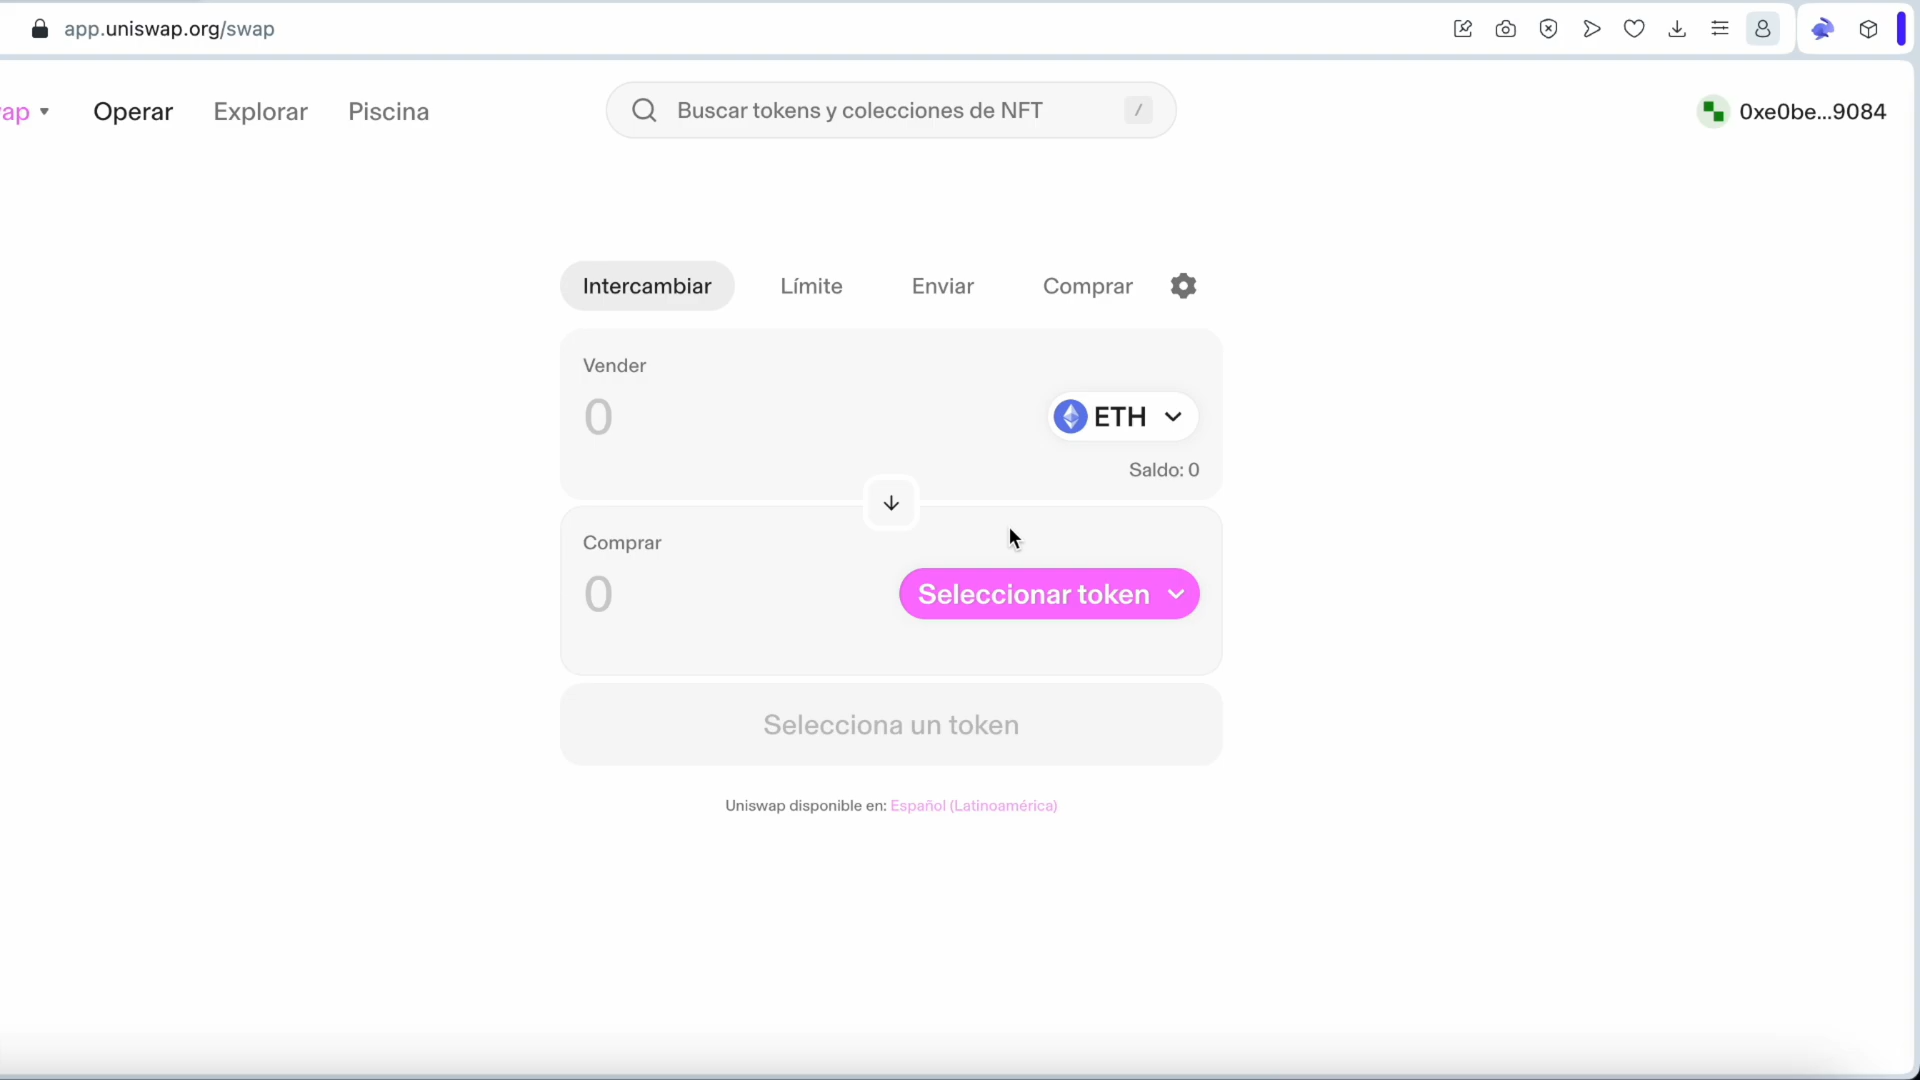 app.uniswap.org/swap
ap
Operar
Explorar
Piscina
Buscar tokens y colecciones de NFT
/
0xe0be...9084
Intercambiar
Límite
Enviar
Comprar
Vender
0
ETH
Saldo: 0
Comprar
0
Seleccionar token
Selecciona un token
Uniswap disponible en: Español (Latinoamérica)